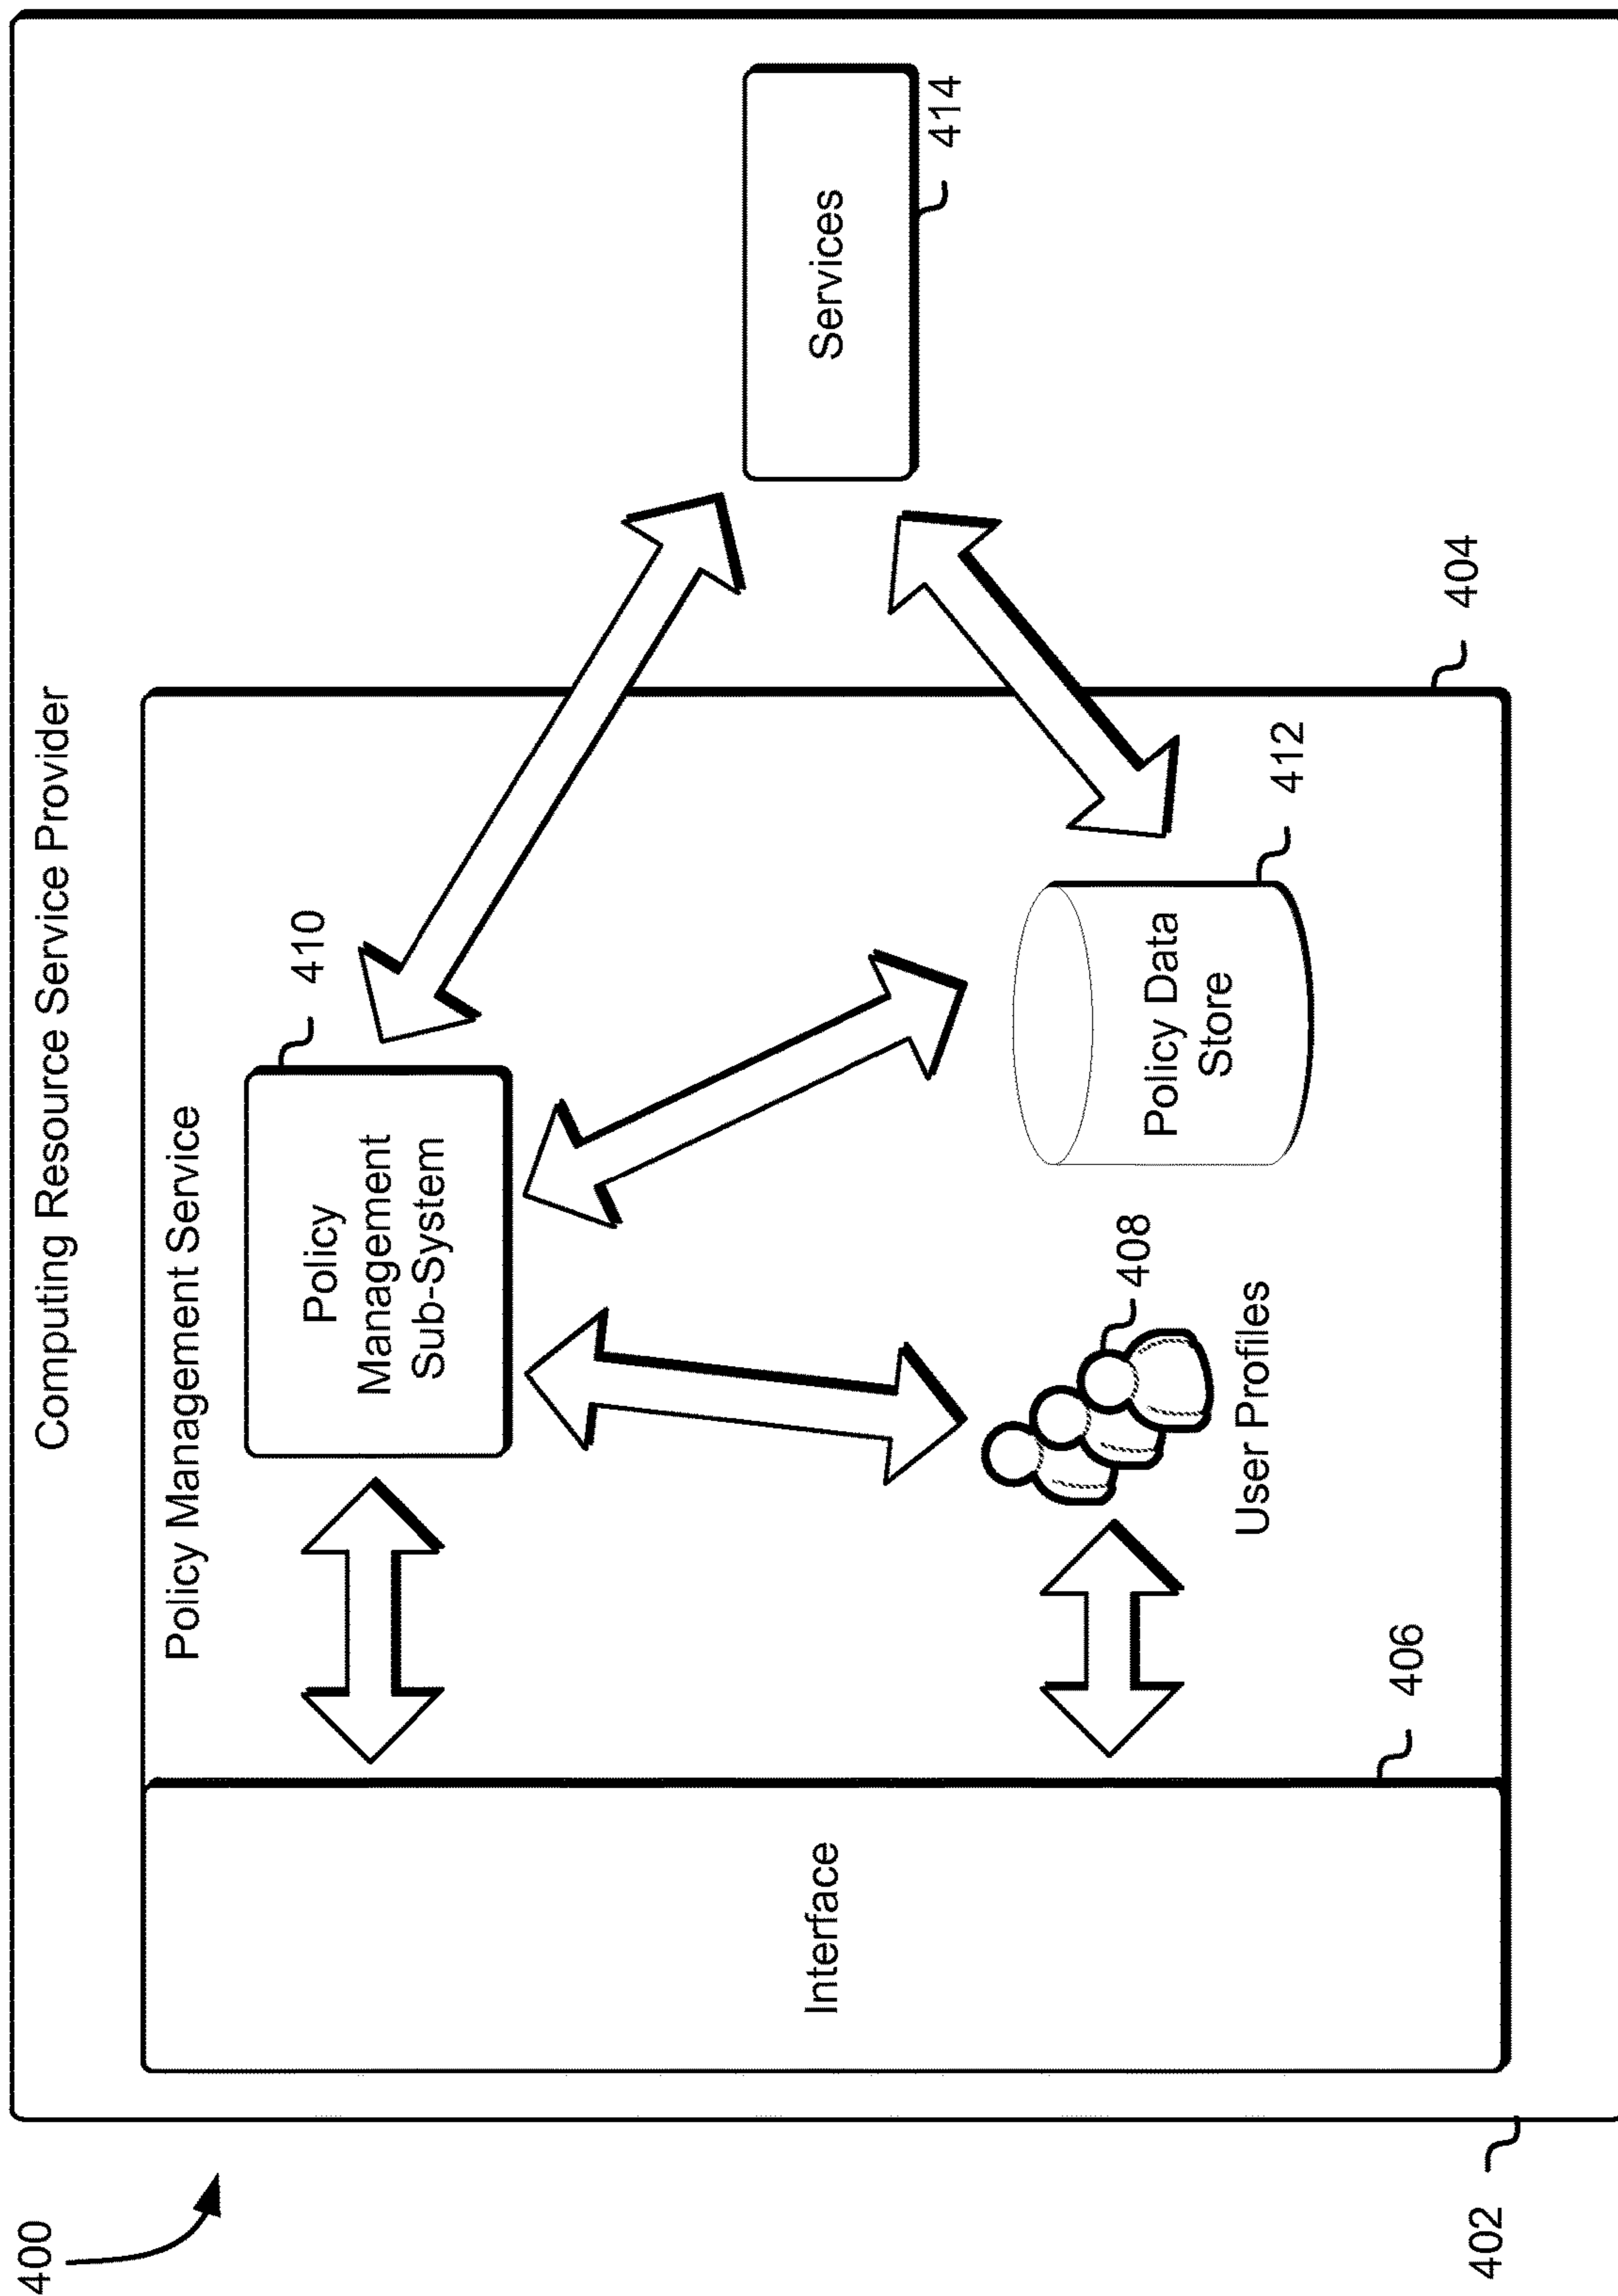 400
Computing Resource Service Provider
Policy Management Service
410
Policy
Management
Sub-System
Services
414
Interface
408
User Profiles
Policy Data
Store
412
406
404
402